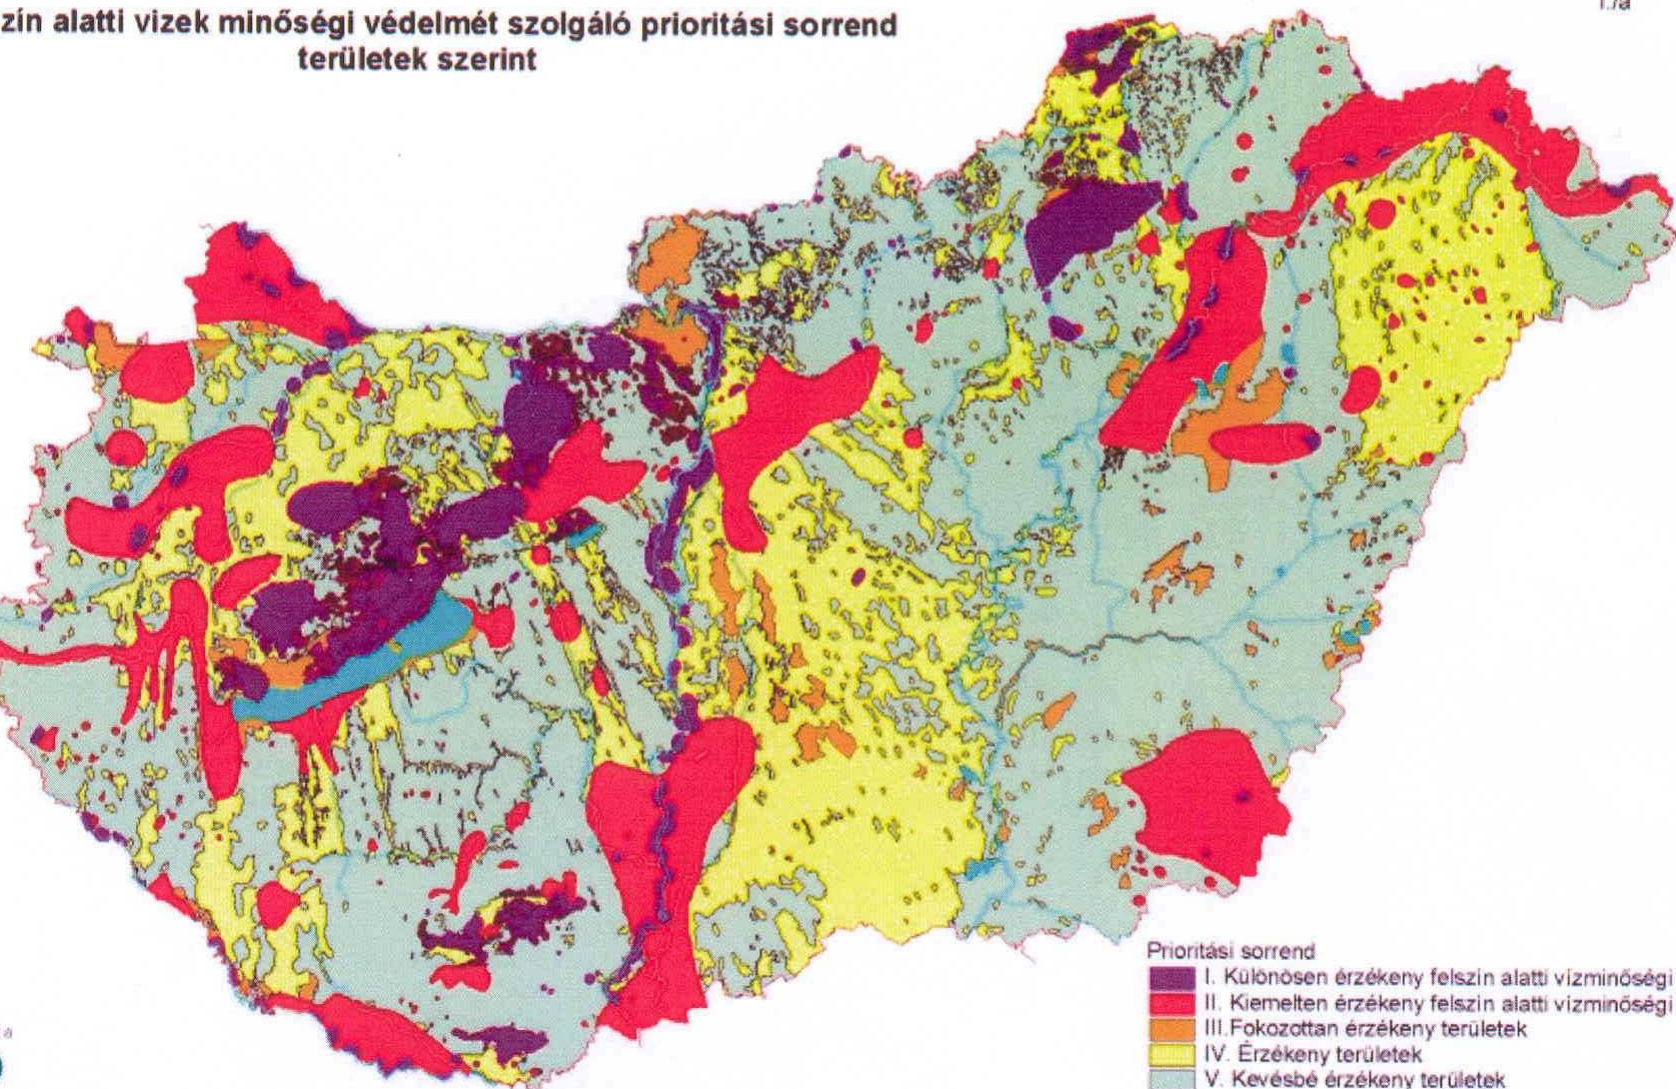 zín alatti vizek minőségi védelmét szolgáló prioritási sorrend
területek szerint
Prioritási sorrend
I. Különösen érzékeny felszín alatti vízminőségi
II. Kiemelten érzékeny felszín alatti vízminőségi
III.Fokozottan érzékeny területek
IV. Érzékeny területek
V. Kevésbé érzékeny területek
a